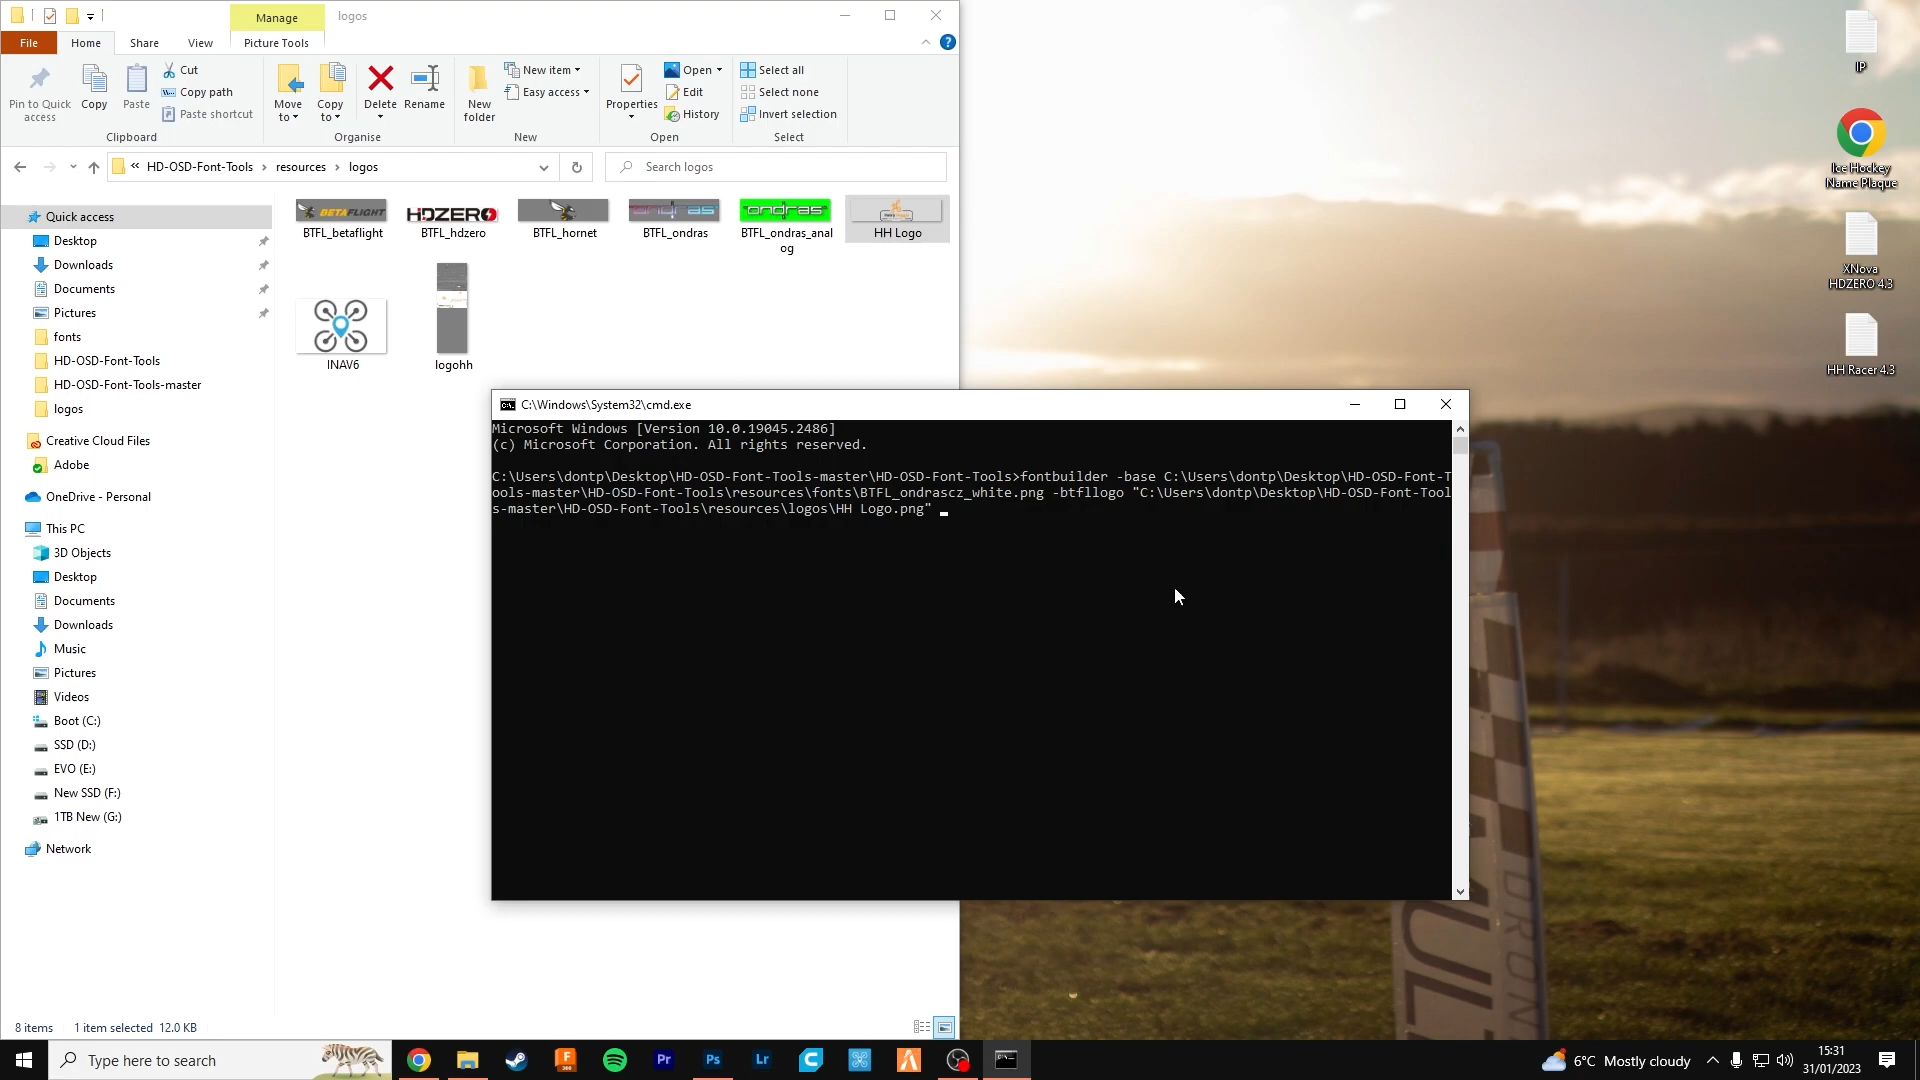 Manage
logos
File
Home
Share
View
Picture Tools
Pin to Quick access
Copy
Paste
Cut
Copy path
Paste shortcut
Move to
Copy to
Delete
Rename
New folder
New item
Easy access
Properties
Open
Edit
History
Select all
Select none
Invert selection
Clipboard
Organise
New
Open
Select
« HD-OSD-Font-Tools › resources › logos
Search logos
Quick access
Desktop
Downloads
Documents
Pictures
fonts
HD-OSD-Font-Tools
HD-OSD-Font-Tools-master
logos
Creative Cloud Files
Adobe
OneDrive - Personal
This PC
3D Objects
Desktop
Documents
Downloads
Music
Pictures
Videos
Boot (C:)
SSD (D:)
EVO (E:)
New SSD (F:)
1TB New (G:)
Network
BETAFLIGHT
BTFL_betaflight
HDZERO
BTFL_hdzero
BTFL_hornet
ondras
BTFL_ondras
ondras
BTFL_ondras_anal
og
HH Logo
INAV6
logohh
8 items
1 item selected 12.0 KB
C:\Windows\System32\cmd.exe
Microsoft Windows [Version 10.0.19045.2486]
(c) Microsoft Corporation. All rights reserved.
C:\Users\dontp\Desktop\HD-OSD-Font-Tools-master\HD-OSD-Font-Tools>fontbuilder -base C:\Users\dontp\Desktop\HD-OSD-Font-T
ools-master\HD-OSD-Font-Tools\resources\fonts\BTFL_ondrascz_white.png -btfllogo "C:\Users\dontp\Desktop\HD-OSD-Font-Tool
s-master\HD-OSD-Font-Tools\resources\logos\HH Logo.png"
IP
Ice Hockey
Name Plaque
XNova
HDZERO 4.3
HH Racer 4.3
Type here to search
F
360
Pr
Ps
Lr
6°C Mostly cloudy
15:31
31/01/2023